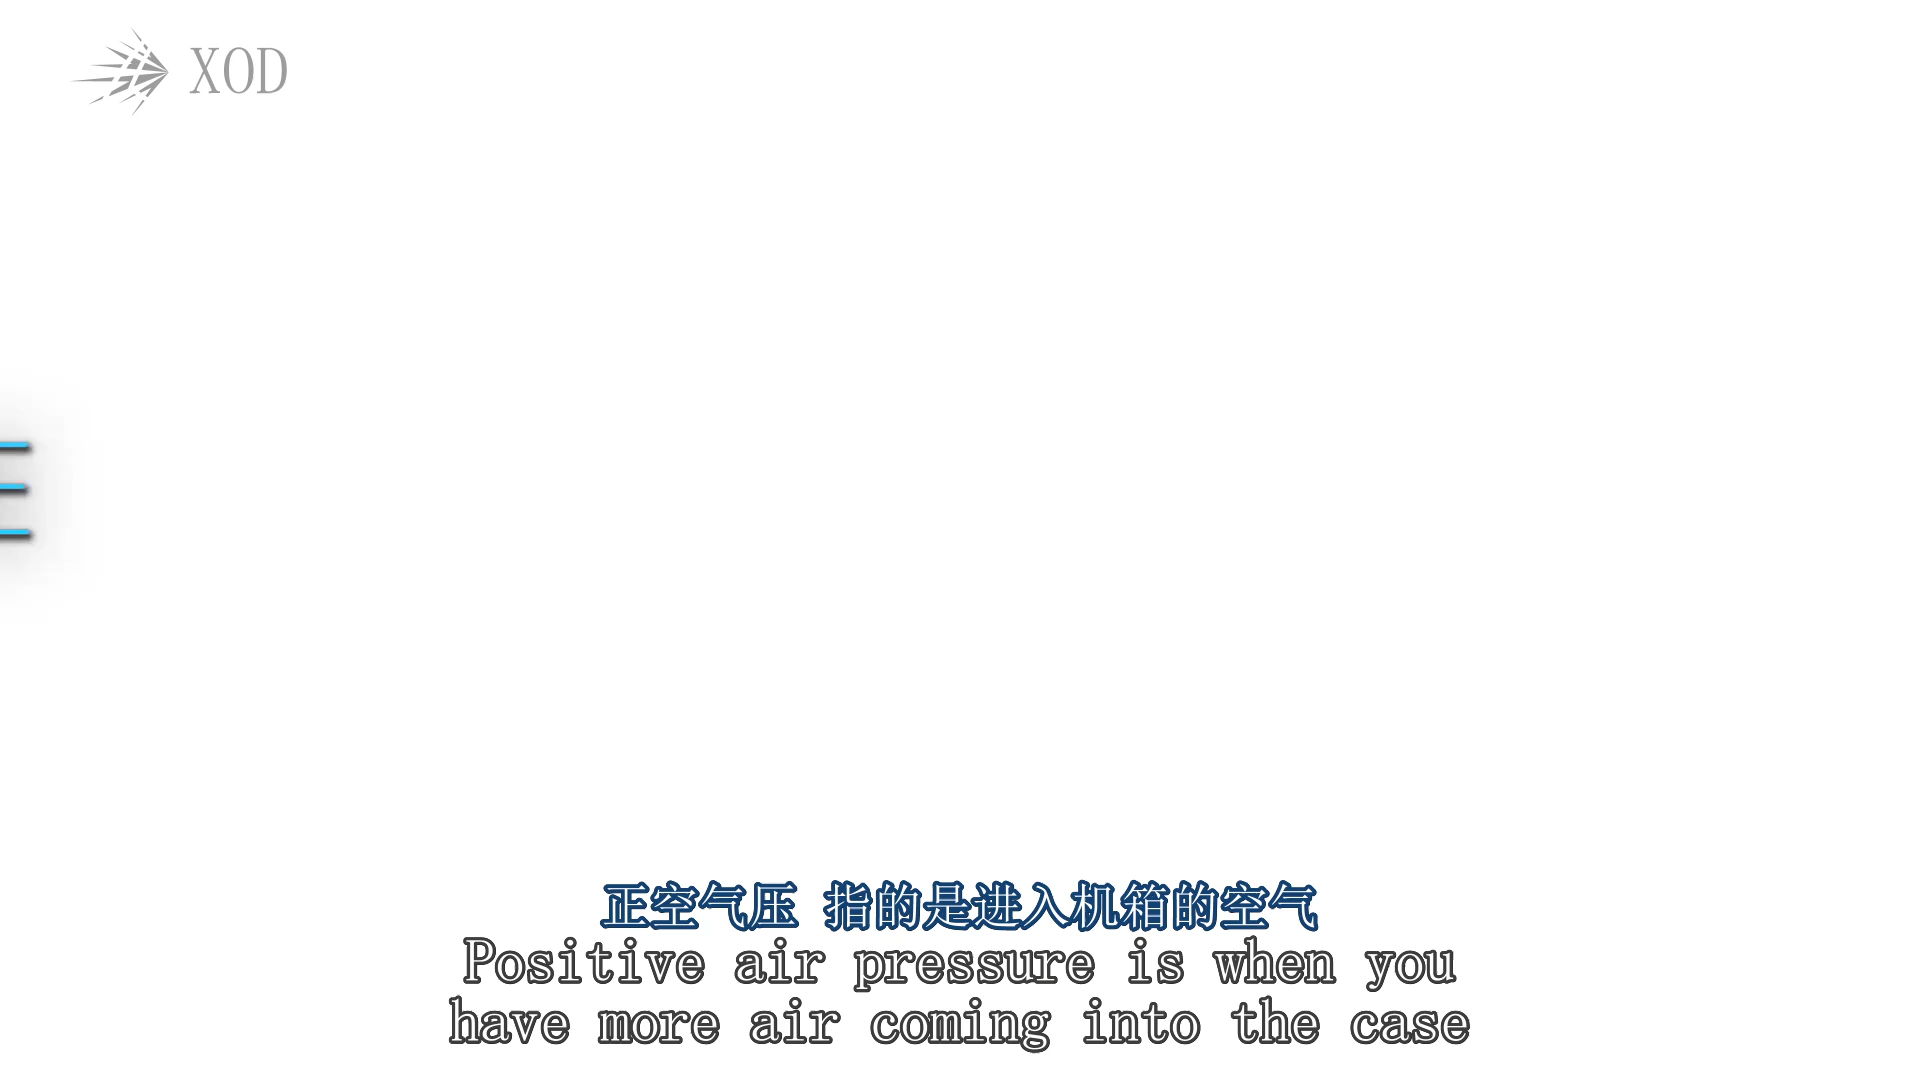 XOD
正空气压 指的是进入机箱的空气
Positive air pressure is when you
have more air coming into the case